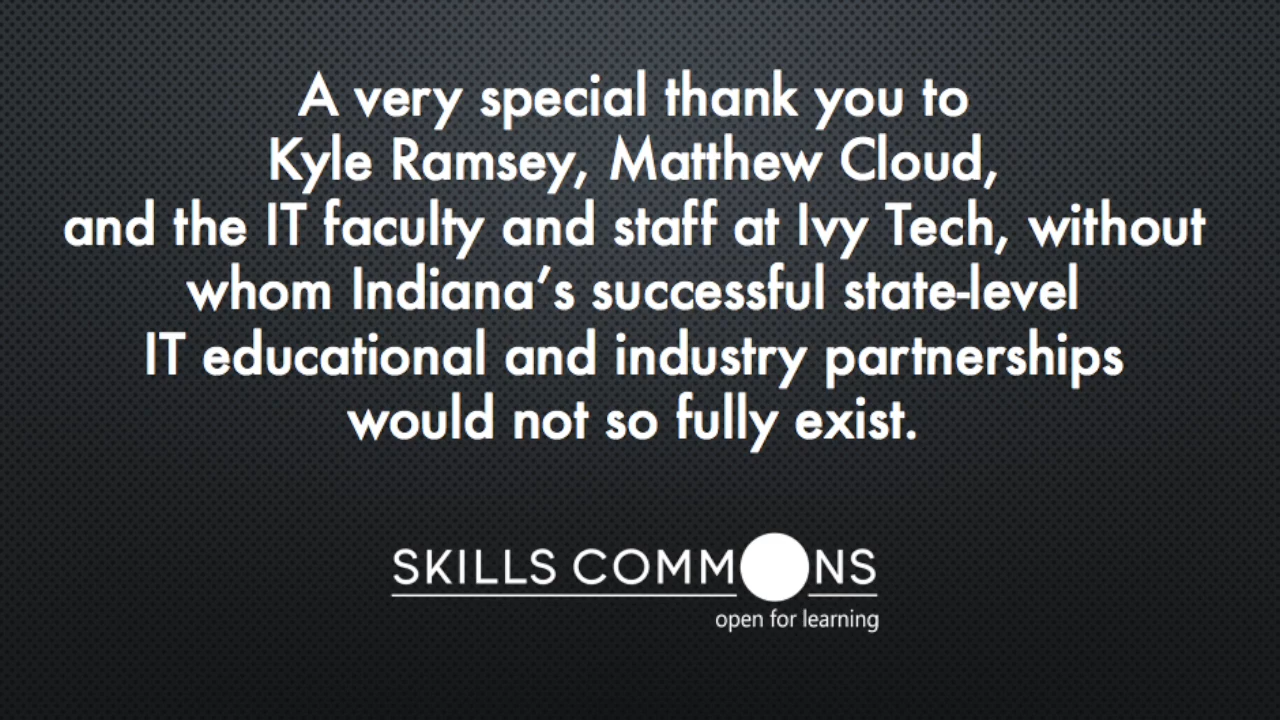 A very special thank you to
Kyle Ramsey, Matthew Cloud,
and the IT faculty and staff at Ivy Tech, without
whom Indiana’s successful state-level
IT educational and industry partnerships
would not so fully exist.
SKILLS COMMONS
open for learning